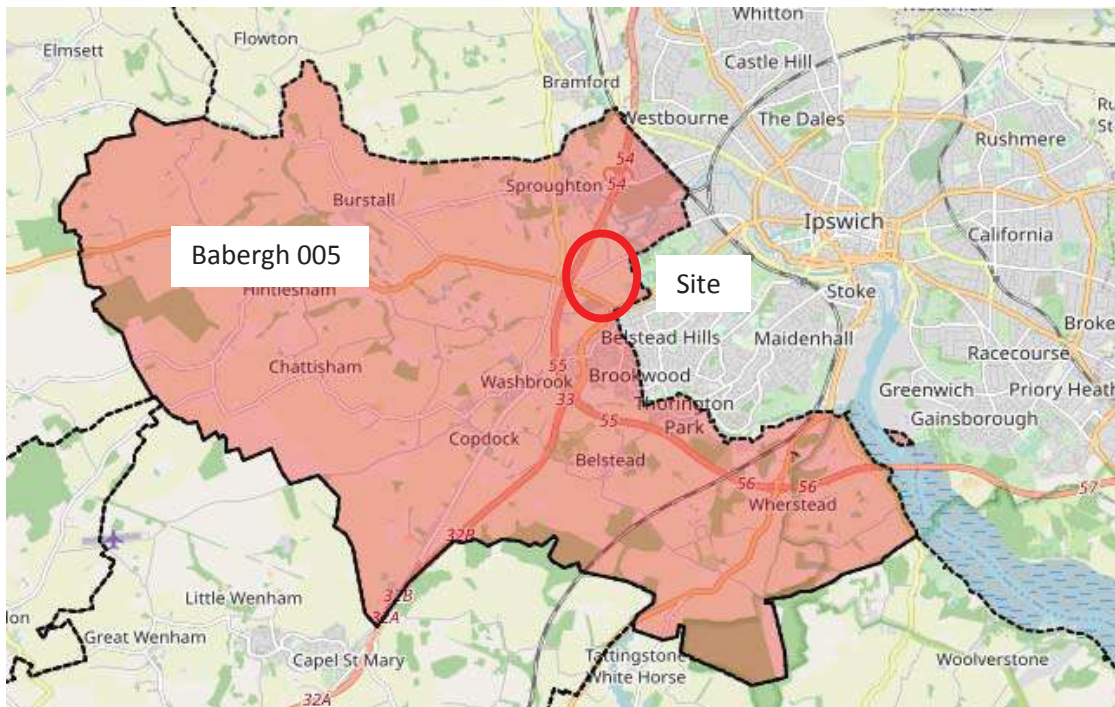 Whitton
Elmsett
Flowton
Castle Hill
Bramford
Westbourne
The Dales
Rushmere
54
54
Sproughton
Burstall
Ipswich
California
Babergh 005
Site
Hintlesham
Stoke
Belstead Hills
Maidenhall
Chattisham
55
Washbrook
Brookwood
Racecourse
33
Greenwich
Priory Heath
Thorington
Park
Gainsborough
55
Copdock
Belstead
56
56
57
Wherstead
32B
32B
32A
Little Wenham
Great Wenham
Capel St Mary
Tattingstone
White Horse
Woolverstone
32A